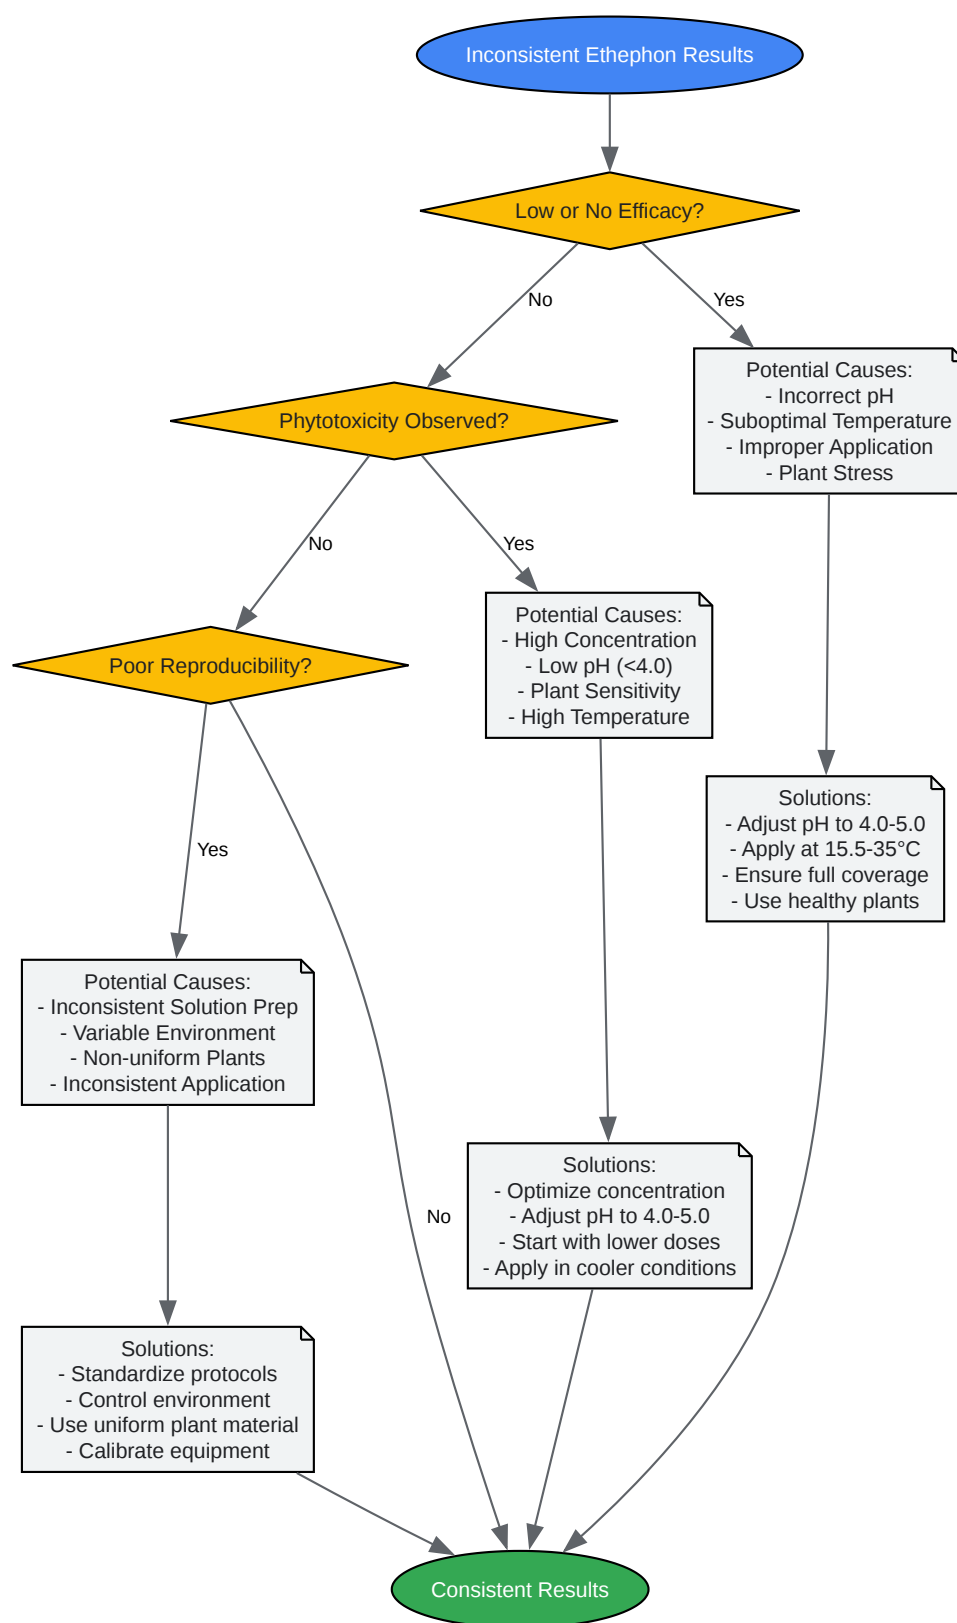 Inconsistent Ethephon Results
Low or No Efficacy?
No
Yes
Potential Causes:
- Incorrect pH
- Suboptimal Temperature
- Improper Application
- Plant Stress
Phytotoxicity Observed?
No
Yes
Potential Causes:
- High Concentration
- Low pH (<4.0)
- Plant Sensitivity
- High Temperature
Poor Reproducibility?
Solutions:
- Adjust pH to 4.0-5.0
- Apply at 15.5-35°C
- Ensure full coverage
- Use healthy plants
Yes
No
Potential Causes:
- Inconsistent Solution Prep
- Variable Environment
- Non-uniform Plants
- Inconsistent Application
Solutions:
- Optimize concentration
- Adjust pH to 4.0-5.0
- Start with lower doses
- Apply in cooler conditions
Solutions:
- Standardize protocols
- Control environment
- Use uniform plant material
- Calibrate equipment
Consistent Results